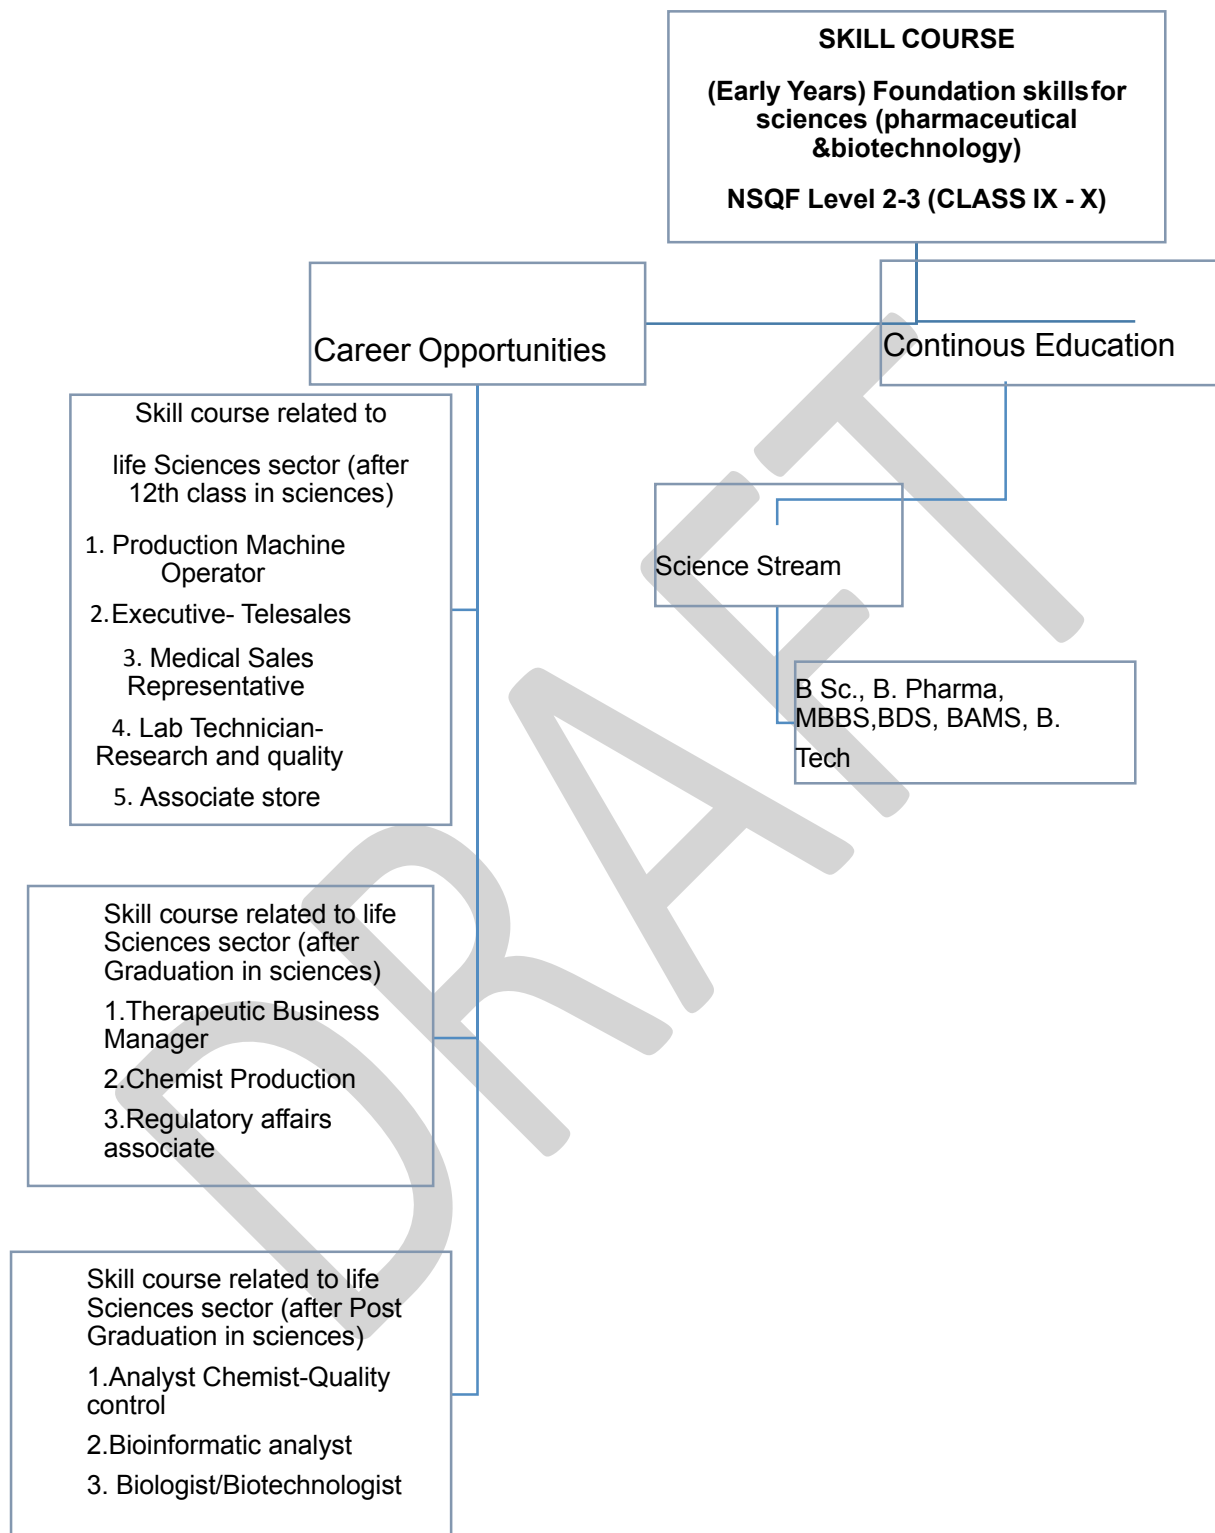 SKILL COURSE
(Early Years) Foundation skills for
sciences (pharmaceutical
&biotechnology)
NSQF Level 2-3 (CLASS IX - X)
Career Opportunities
Continous Education
Skill course related to
life Sciences sector (after
12th class in sciences)
1. Production Machine
Operator
2.Executive- Telesales
3. Medical Sales
Representative
4. Lab Technician-
Research and quality
5. Associate store
Science Stream
B Sc., B. Pharma,
MBBS,BDS, BAMS, B.
Tech
Skill course related to life
Sciences sector (after
Graduation in sciences)
1.Therapeutic Business
Manager
2.Chemist Production
3.Regulatory affairs
associate
Skill course related to life
Sciences sector (after Post
Graduation in sciences)
1.Analyst Chemist-Quality
control
2.Bioinformatic analyst
3. Biologist/Biotechnologist
DRAFT